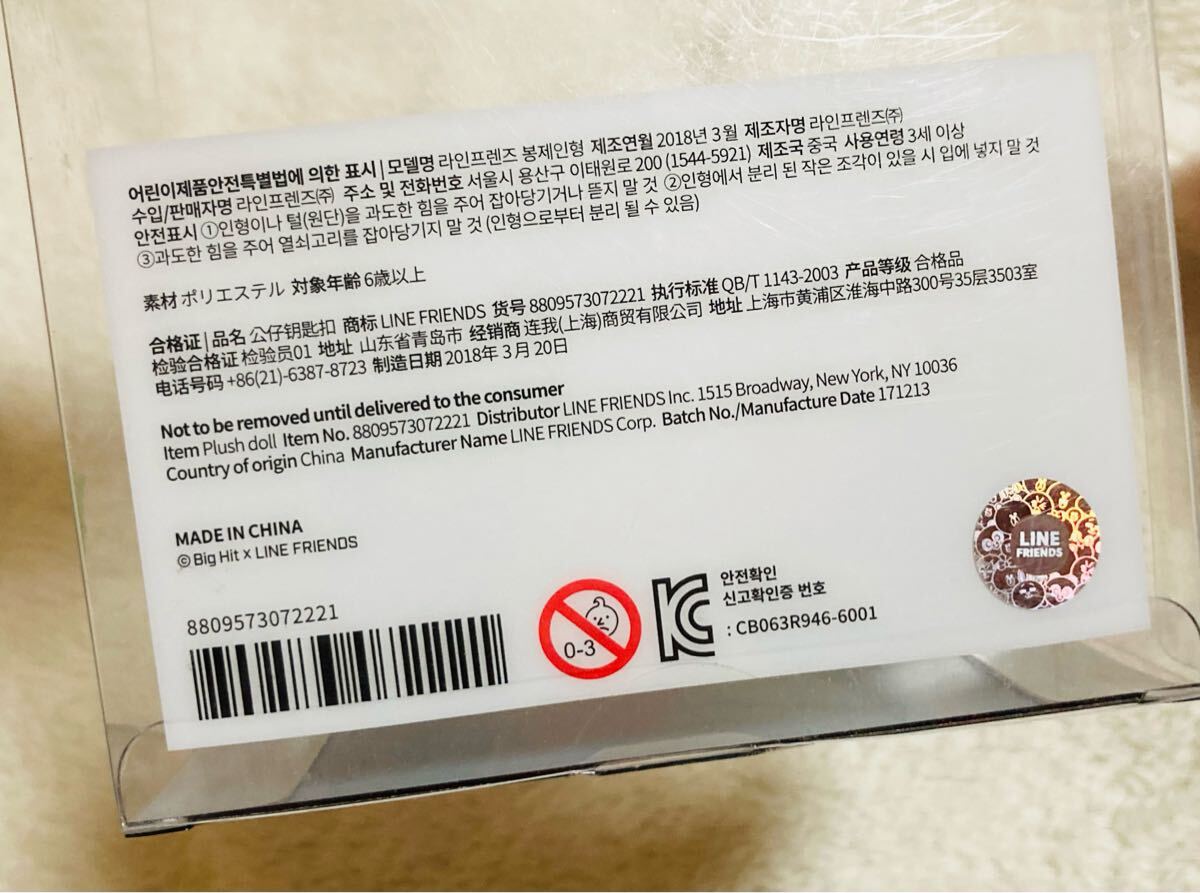 어린이제품안전특별법에 의한 표시 | 모델명 라인프렌즈 봉제인형 제조연월 2018년 3월 제조자명 라인프렌즈㈜
수입/판매자명 라인프렌즈㈜ 주소 및 전화번호 서울시 용산구 이태원로 200 (1544-5921) 제조국 중국 사용연령 3세 이상
안전표시 ①인형이나 털(원단)을 과도한 힘을 주어 잡아당기거나 뜯지 말 것 ②인형에서 분리 된 작은 조각이 있을 시 입에 넣지 말 것
③과도한 힘을 주어 열쇠고리를 잡아당기지 말 것 (인형으로부터 분리 될 수 있음)
素材 ポリエステル 対象年齢 6歳以上
合格证 | 品名 公仔钥匙扣 商标 LINE FRIENDS 货号 8809573072221 执行标准 QB/T 1143-2003 产品等级 合格品
检验合格证 检验员01 地址 山东省青岛市 经销商 连我(上海)商贸有限公司 地址 上海市黄浦区淮海中路300号35层3503室
电话号码 +86(21)-6387-8723 制造日期 2018年 3月 20日
Not to be removed until delivered to the consumer
Item Plush doll Item No. 8809573072221 Distributor LINE FRIENDS Inc. 1515 Broadway, New York, NY 10036
Country of origin China Manufacturer Name LINE FRIENDS Corp. Batch No./Manufacture Date 171213
MADE IN CHINA
© Big Hit x LINE FRIENDS
8809573072221
0-3
안전확인
신고확인증 번호
: CB063R946-6001
LINE
FRIENDS